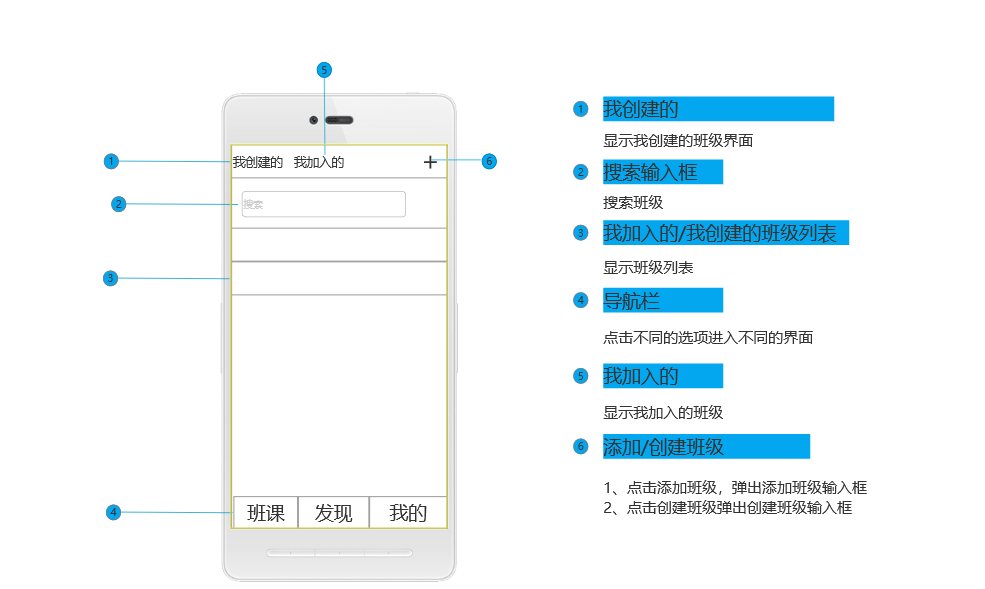 5
1
我创建的 我加入的
6
2
搜索
3
4
班课 发现 我的
1 我创建的
显示我创建的班级界面
2 搜索输入框
搜索班级
3 我加入的/我创建的班级列表
显示班级列表
4 导航栏
点击不同的选项进入不同的界面
5 我加入的
显示我加入的班级
6 添加/创建班级
1、点击添加班级，弹出添加班级输入框
2、点击创建班级弹出创建班级输入框